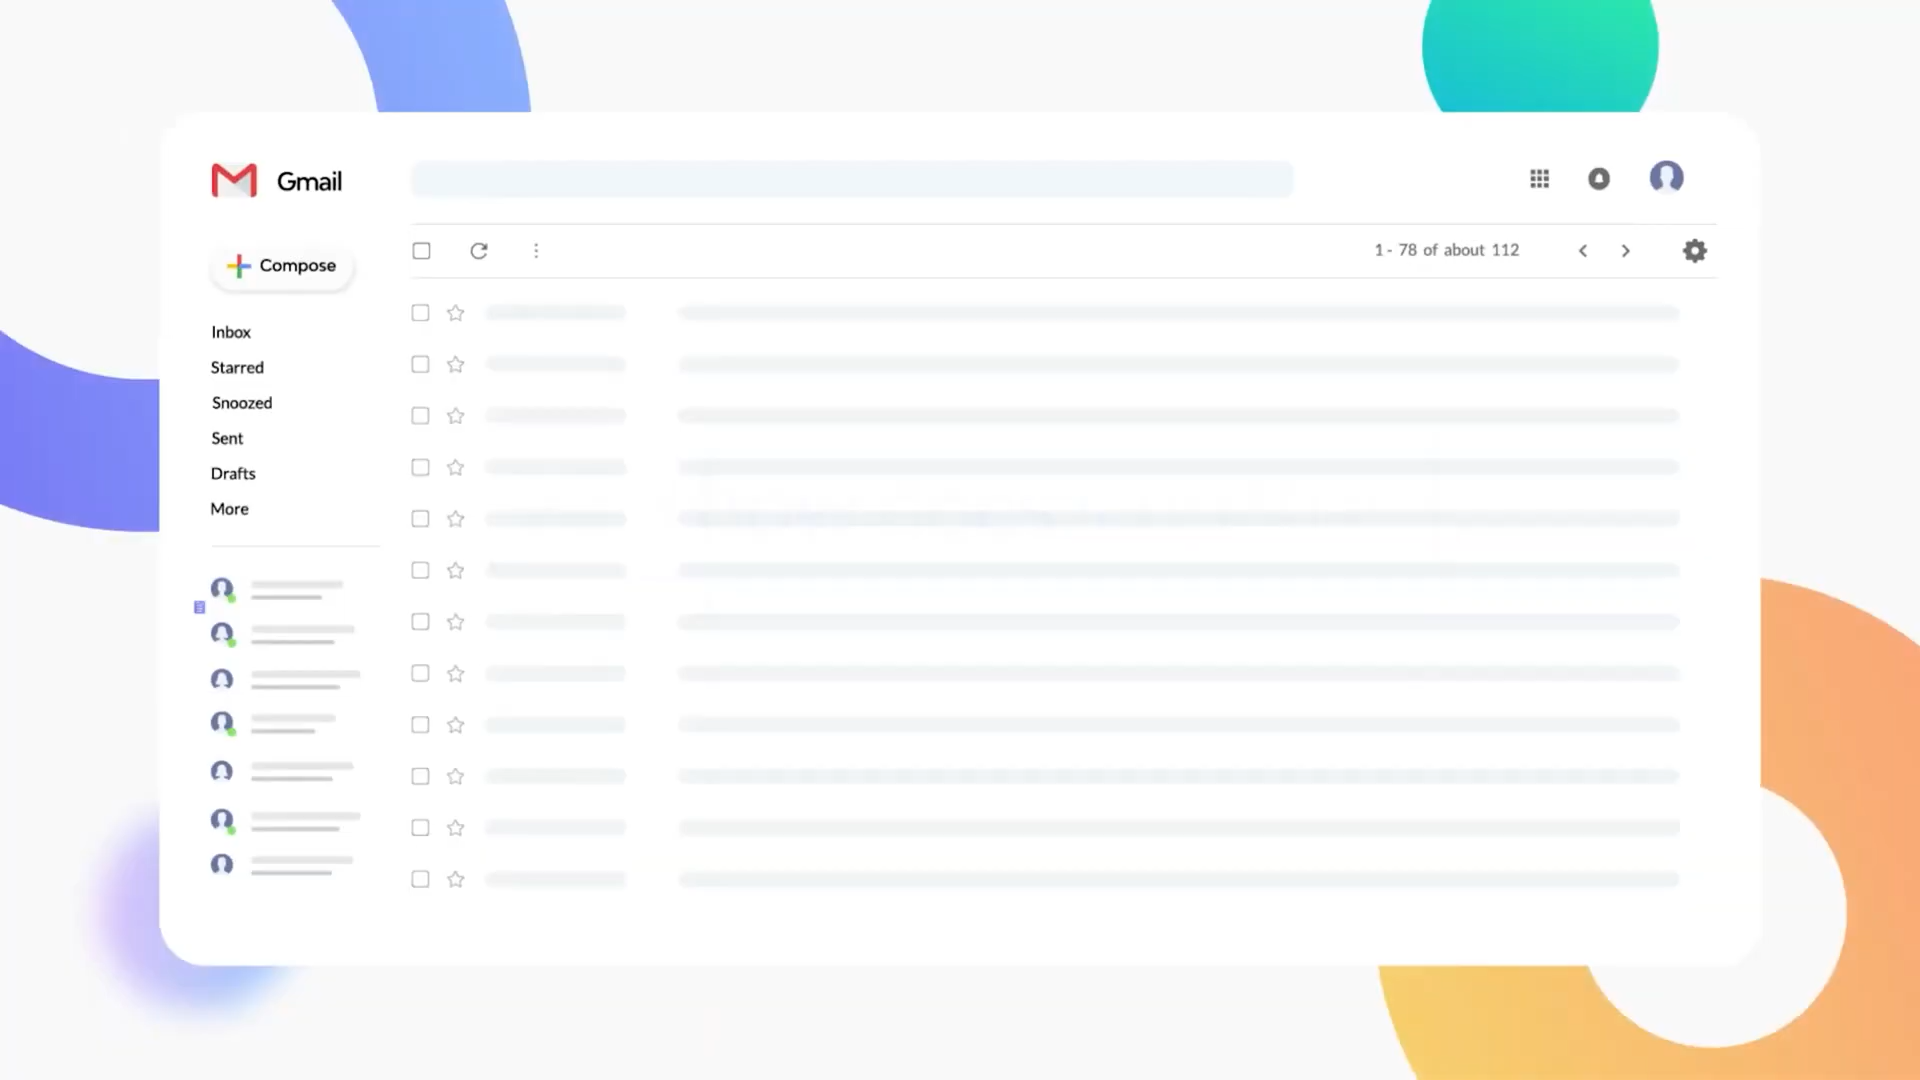 Gmail
1 - 78 of about 112
Compose
Inbox
Starred
Snoozed
Sent
Drafts
More